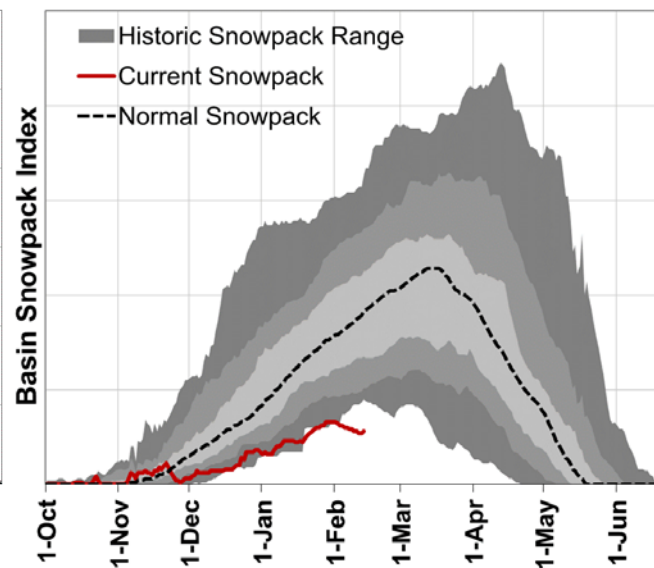 Historic Snowpack Range
Current Snowpack
Normal Snowpack
Basin Snowpack Index
1-Oct
1-Nov
1-Dec
1-Jan
1-Feb
1-Mar
1-Apr
1-May
1-Jun